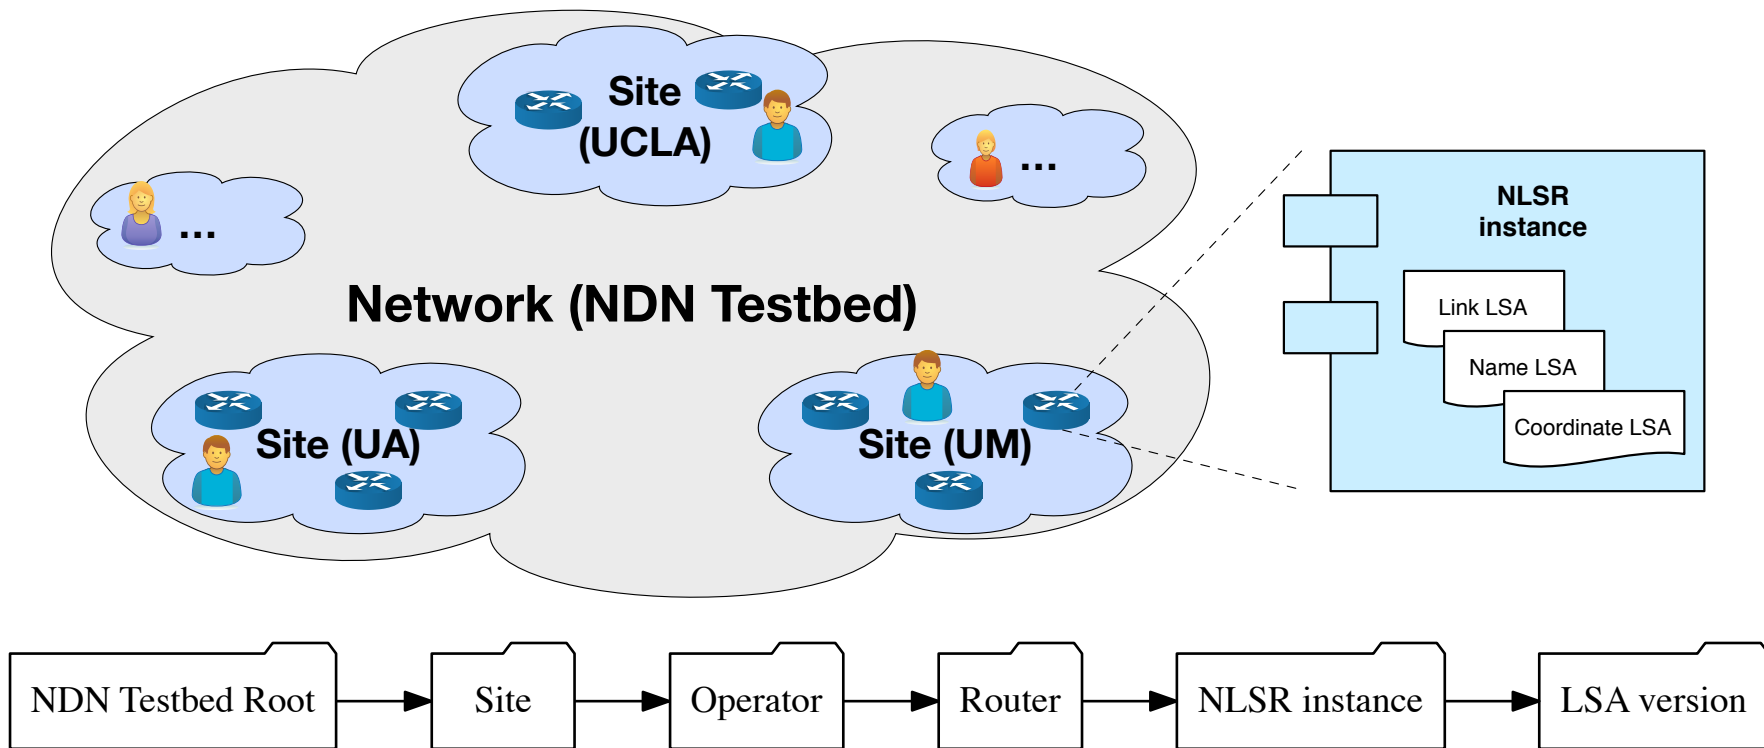 Site
(UCLA)
...
...
Network (NDN Testbed)
Site (UA)
Site (UM)
NLSR
instance
Link LSA
Name LSA
Coordinate LSA
NDN Testbed Root
Site
Operator
Router
NLSR instance
LSA version